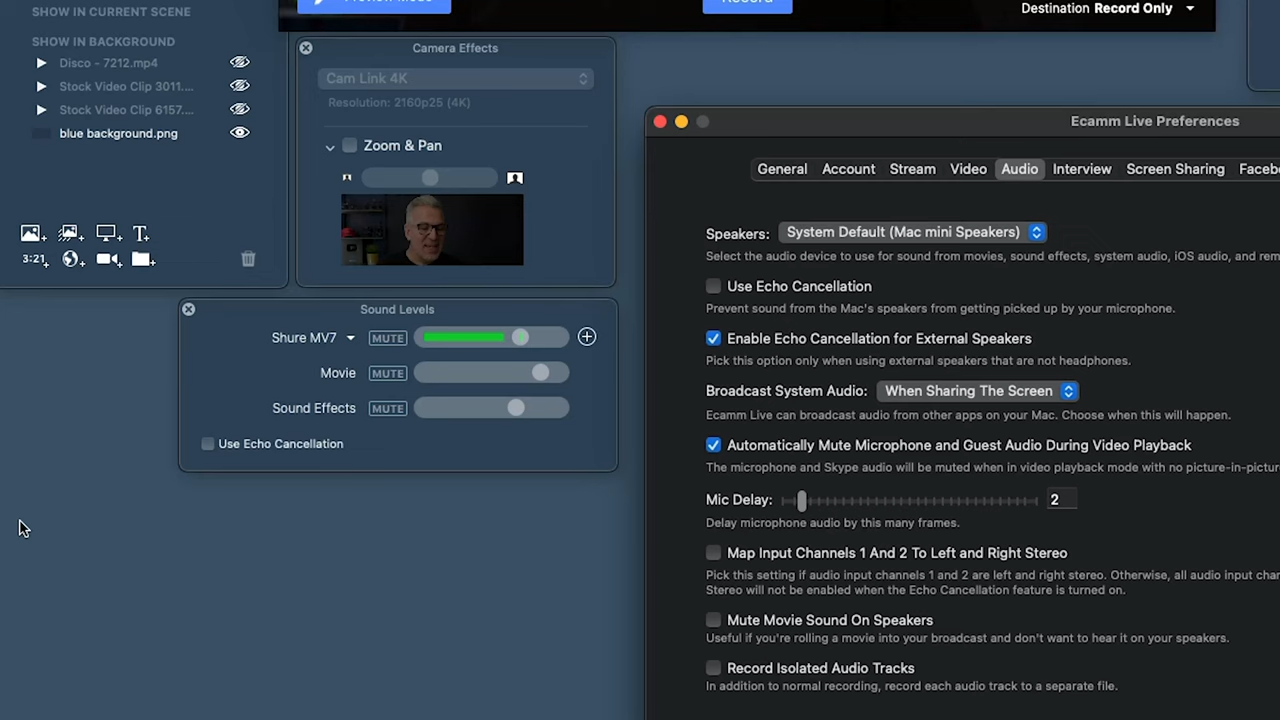 SHOW IN CURRENT SCENE
SHOW IN BACKGROUND
Disco - 7212.mp4
Stock Video Clip 3011....
Stock Video Clip 6157....
blue background.png
3:21
Preview Mode
Record
Destination Record Only
Camera Effects
Cam Link 4K
Resolution: 2160p25 (4K)
Zoom & Pan
Sound Levels
Shure MV7 MUTE
Movie MUTE
Sound Effects MUTE
Use Echo Cancellation
Ecamm Live Preferences
General Account Stream Video Audio Interview Screen Sharing Faceb
Speakers: System Default (Mac mini Speakers)
Select the audio device to use for sound from movies, sound effects, system audio, iOS audio, and rem
Use Echo Cancellation
Prevent sound from the Mac's speakers from getting picked up by your microphone.
Enable Echo Cancellation for External Speakers
Pick this option only when using external speakers that are not headphones.
Broadcast System Audio: When Sharing The Screen
Ecamm Live can broadcast audio from other apps on your Mac. Choose when this will happen.
Automatically Mute Microphone and Guest Audio During Video Playback
The microphone and Skype audio will be muted when in video playback mode with no picture-in-pictur
Mic Delay: 2
Delay microphone audio by this many frames.
Map Input Channels 1 And 2 To Left and Right Stereo
Pick this setting if audio input channels 1 and 2 are left and right stereo. Otherwise, all audio input chan
Stereo will not be enabled when the Echo Cancellation feature is turned on.
Mute Movie Sound On Speakers
Useful if you're rolling a movie into your broadcast and don't want to hear it on your speakers.
Record Isolated Audio Tracks
In addition to normal recording, record each audio track to a separate file.